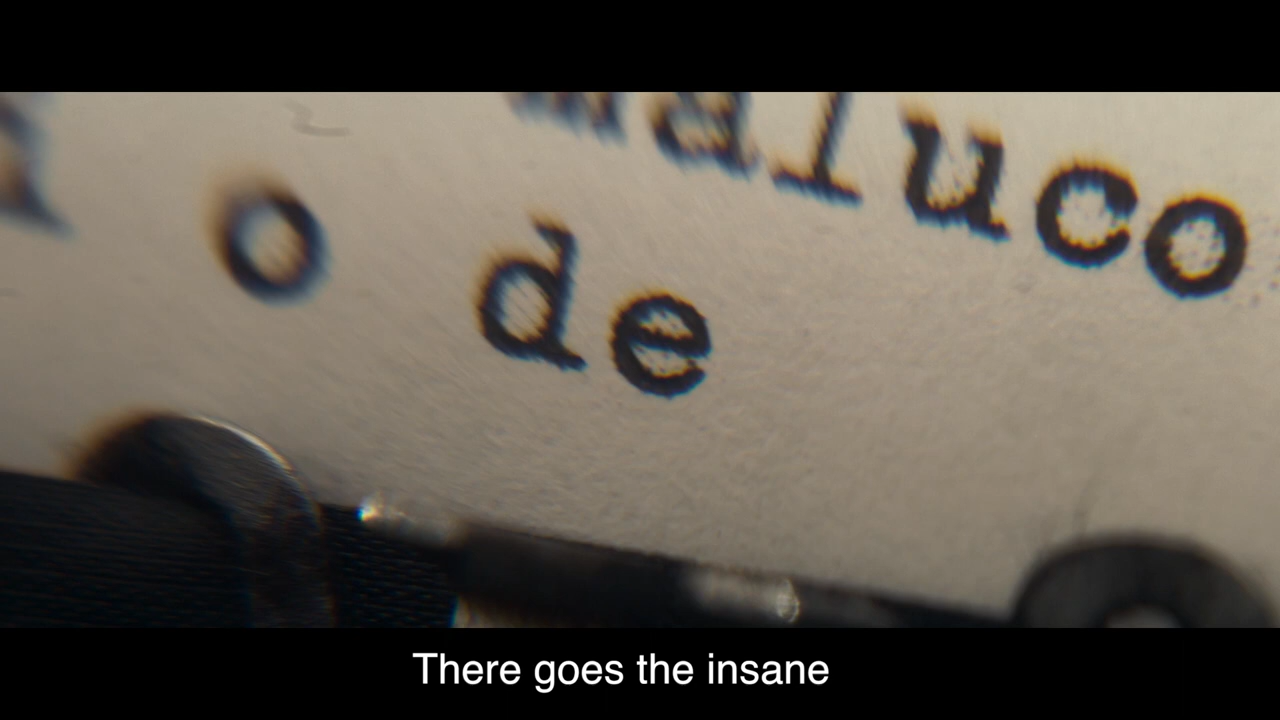 maluco
o de
There goes the insane